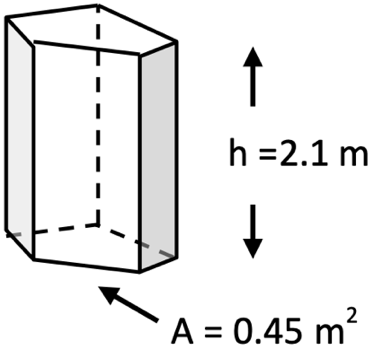 h =2.1 m
A = 0.45 m²